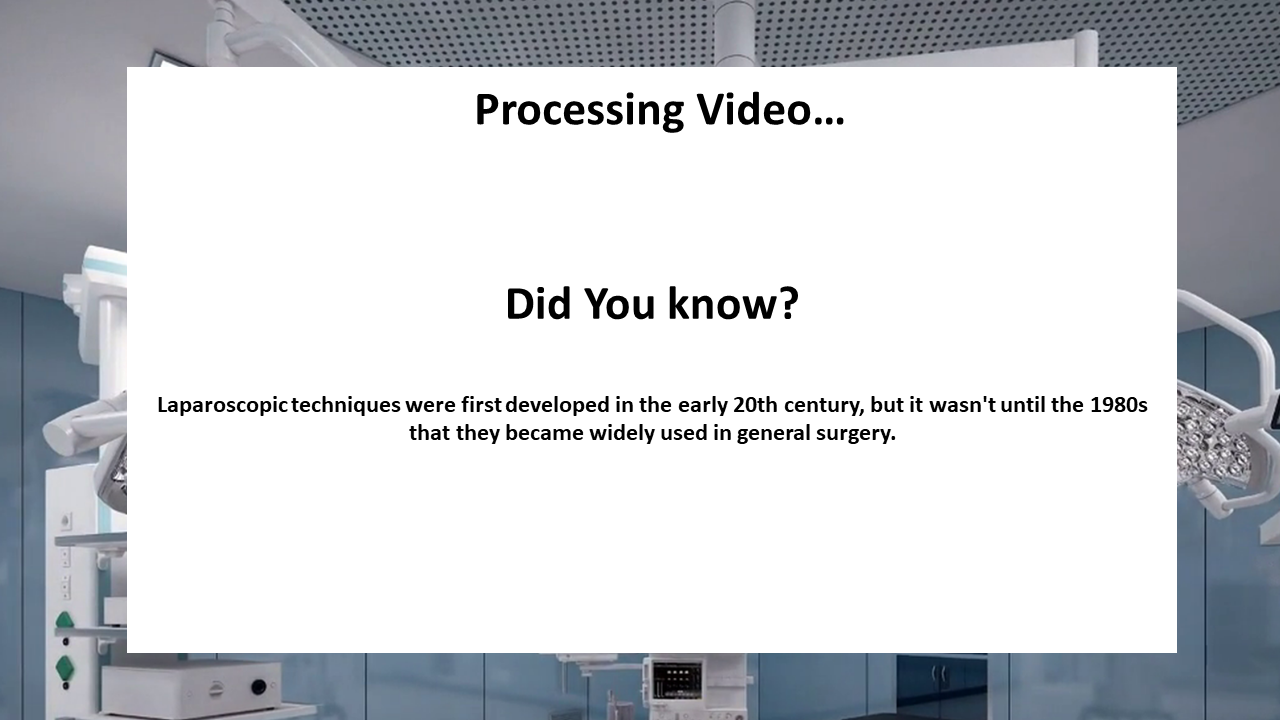 Processing Video...
Did You know?
Laparoscopic techniques were first developed in the early 20th century, but it wasn't until the 1980s
that they became widely used in general surgery.